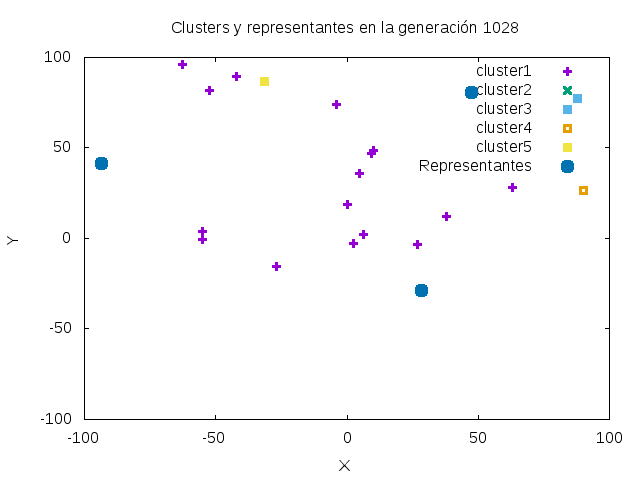 Clusters y representantes en la generación 1028
100
50
0
-50
-100
-100
-50
0
50
100
X
Y
cluster1
cluster2
cluster3
cluster4
cluster5
Representantes